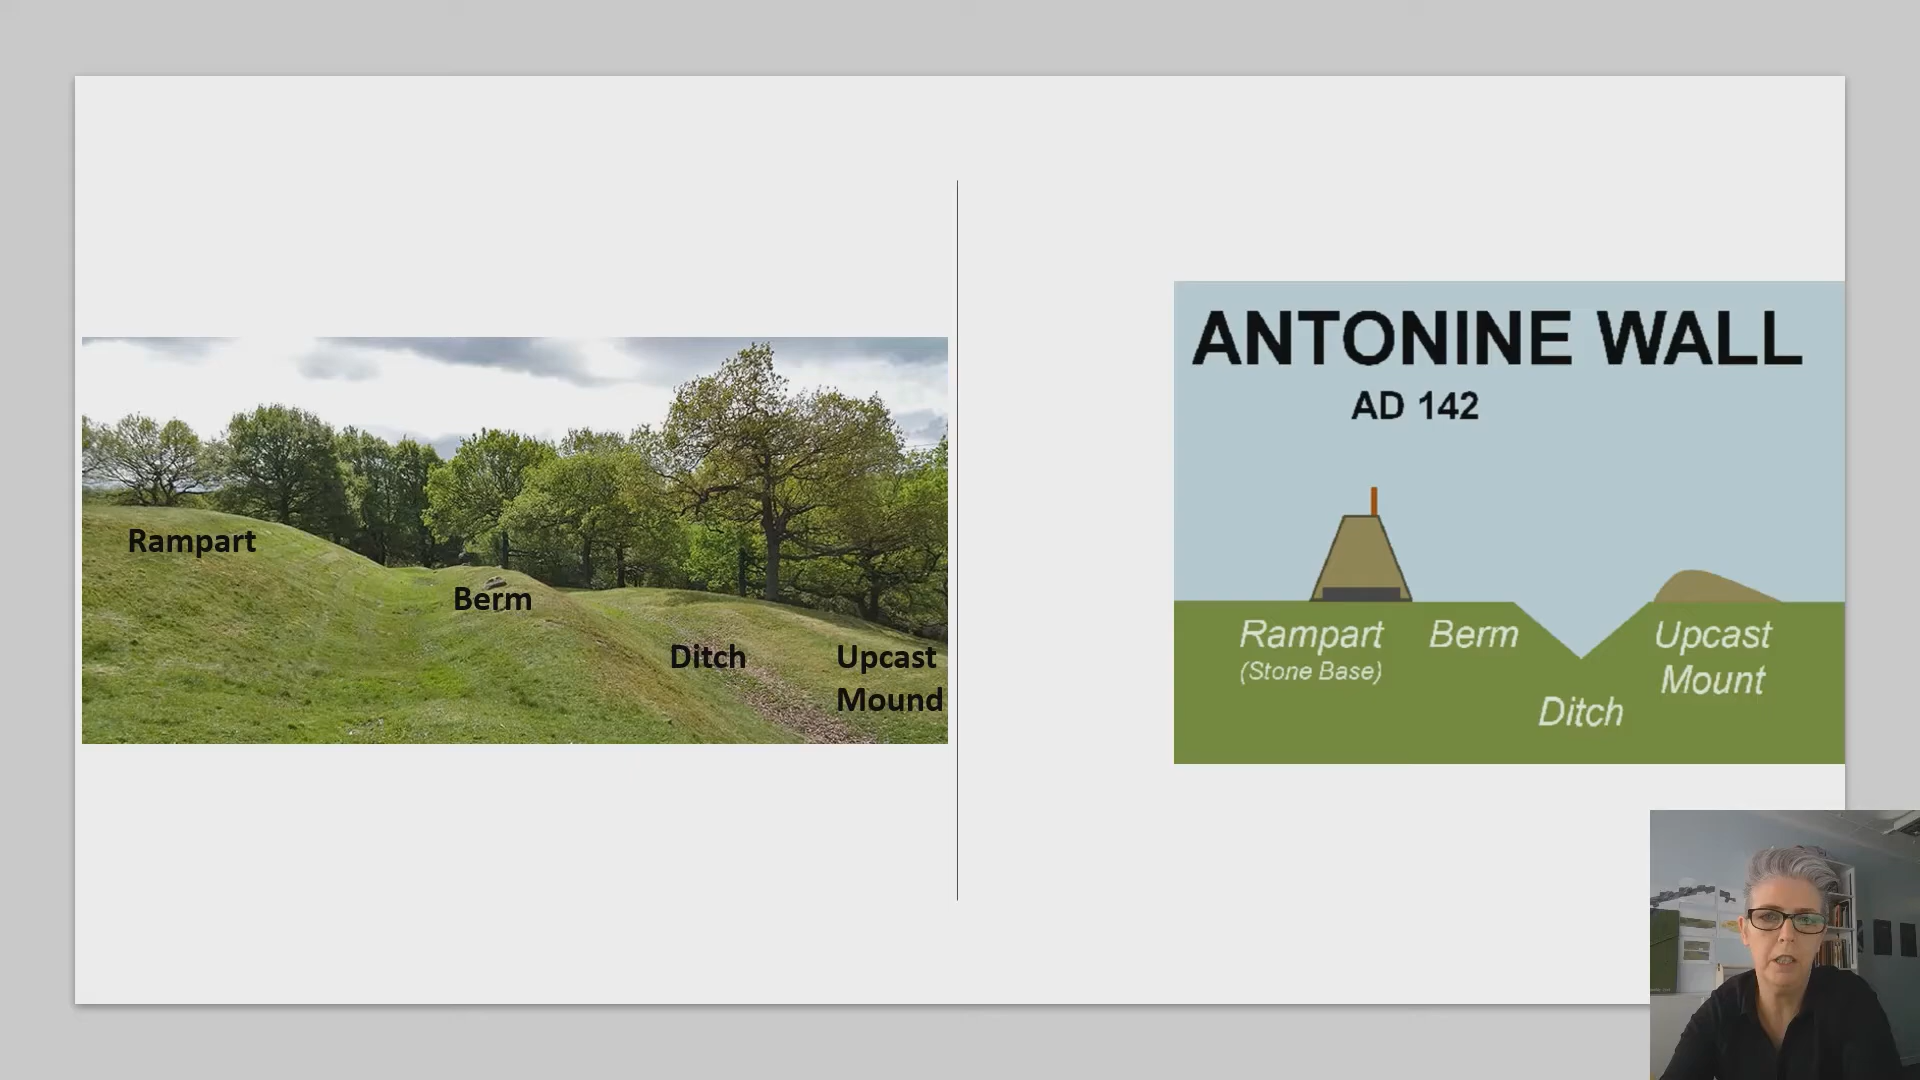 Rampart
Berm
Ditch
Upcast
Mound
ANTONINE WALL
AD 142
Rampart
(Stone Base)
Berm
Ditch
Upcast
Mount